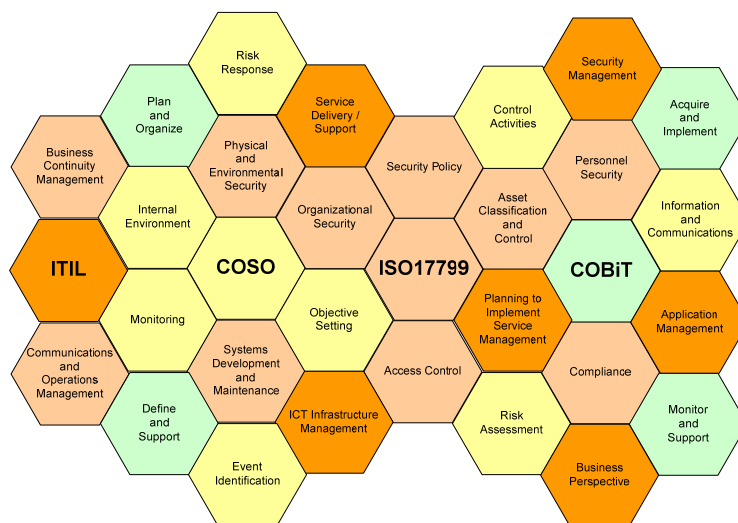 Risk
Response
Security
Management
Plan
and
Organize
Service
Delivery /
Support
Control
Activities
Acquire
and
Implement
Business
Continuity
Management
Physical
and
Environmental
Security
Security Policy
Personnel
Security
Internal
Environment
Organizational
Security
Asset
Classification
and
Control
Information
and
Communications
ITIL
COSO
ISO17799
COBiT
Monitoring
Objective
Setting
Planning to
Implement
Service
Management
Application
Management
Communications
and
Operations
Management
Systems
Development
and
Maintenance
Access Control
Compliance
Define
and
Support
ICT Infrastructure
Management
Risk
Assessment
Monitor
and
Support
Event
Identification
Business
Perspective